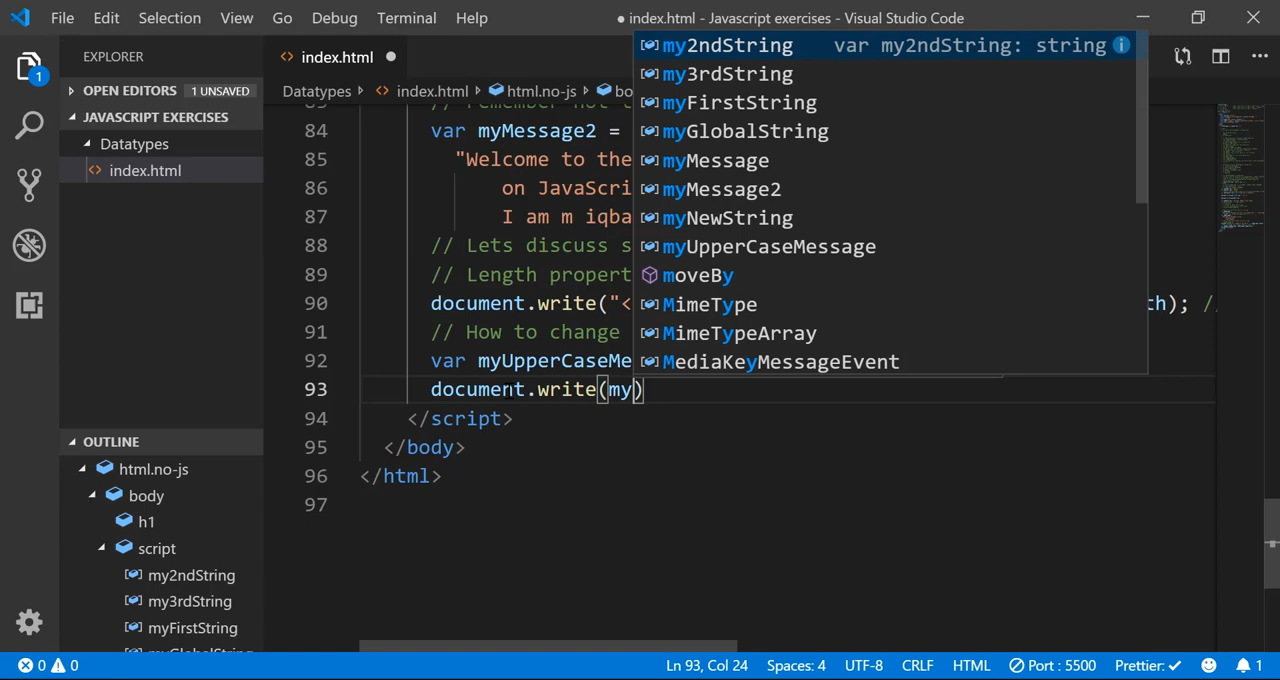 File Edit Selection View Go Debug Terminal Help ● index.html - Javascript exercises - Visual Studio Code
EXPLORER
1
OPEN EDITORS 1 UNSAVED
JAVASCRIPT EXERCISES
Datatypes
index.html
OUTLINE
html.no-js
body
h1
script
my2ndString
my3rdString
myFirstString
index.html
Datatypes index.html html.no-js
84 var myMessage2 =
85 "Welcome to the
86 on JavaScri
87 I am m iqba
88 // Lets discuss s
89 // Length propert
90 document.write("< th); //
91 // How to change
92 var myUpperCaseMe
93 document.write(my)
94 </script>
95 </body>
96 </html>
97
my2ndString var my2ndString: string
my3rdString
myFirstString
myGlobalString
myMessage
myMessage2
myNewString
myUpperCaseMessage
moveBy
MimeType
MimeTypeArray
MediaKeyMessageEvent
0 0 Ln 93, Col 24 Spaces: 4 UTF-8 CRLF HTML Port : 5500 Prettier: ✓ 1